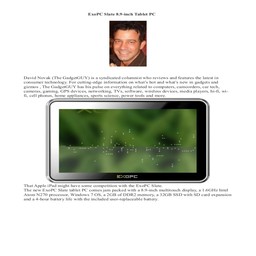 ExoPC Slate 8.9-inch Tablet PC
David Novak (The GadgetGUY) is a syndicated columnist who reviews and features the latest in
consumer technology. For cutting-edge information on what's hot and what's new in gadgets and
gizmos , The GadgetGUY has his pulse on everything related to computers, camcorders, car tech,
cameras, gaming, GPS devices, networking, TVs, software, wireless devices, media players, hi-fi, wi-
fi, cell phones, home appliances, sports science, power tools and more.
EXOPC
That Apple iPad might have some competition with the ExoPC Slate.
The new ExoPC Slate tablet PC comes jam packed with a 8.9-inch multitouch display, a 1.6GHz Intel
Atom N270 processor, Windows 7 OS, a 2GB of DDR2 memory, a 32GB SSD with SD card expansion
and a 4-hour battery life with the included user-replaceable battery.